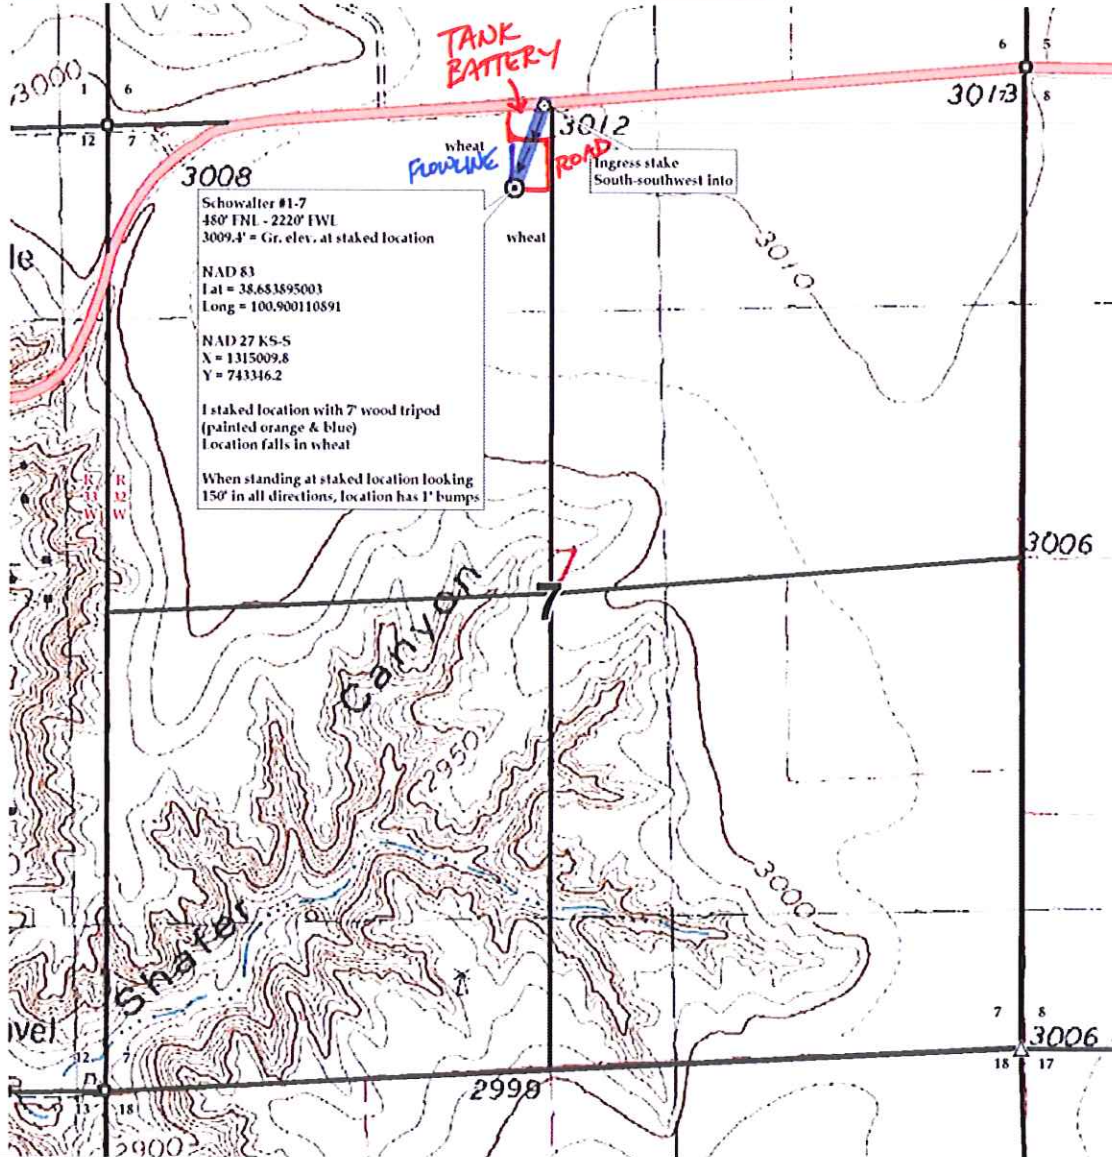 TANK
BATTERY
6 5
3000
1 6
3013
8
3012
12 7
wheat
FLOWLINE
ROAD
Ingress stake
South-southwest into
3008
Schowalter #1-7
480' FNL - 2220' FWL
3009.4' = Gr. elev. at staked location
wheat
3010
NAD 83
Lat = 38.683895003
Long = 100.900110891
NAD 27 KS-S
X = 1315009.8
Y = 743346.2
I staked location with 7' wood tripod
(painted orange & blue)
Location falls in wheat
When standing at staked location looking
150' in all directions, location has 1' bumps
R R
33 32
W W
3006
7
7
Canyon
2950
3000
Shafer
vel
7 8
3006
12 7
18 17
2999
13 18
2900